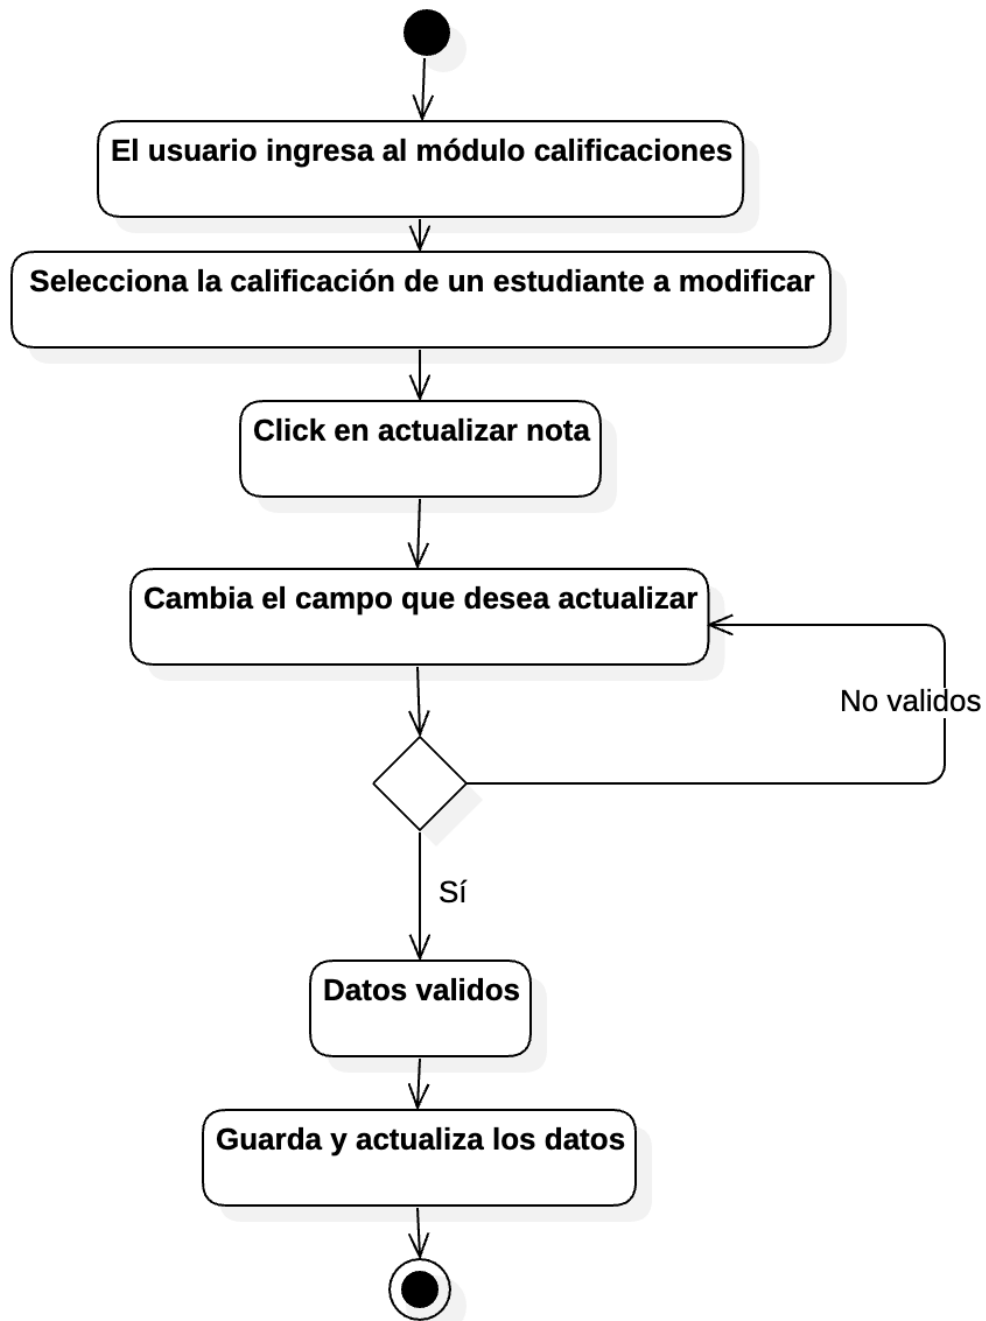 El usuario ingresa al módulo calificaciones
Selecciona la calificación de un estudiante a modificar
Click en actualizar nota
Cambia el campo que desea actualizar
No validos
Sí
Datos validos
Guarda y actualiza los datos